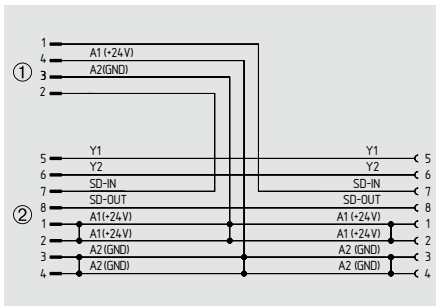 1
4 A1 (+24V)
① 3 A2(GND)
2
5 Y1 Y1 5
6 Y2 Y2 6
7 SD-IN SD-IN 7
8 SD-OUT SD-OUT 8
② 1 A1(+24V) A1 (+24V) 1
2 A1(+24V) A1 (+24V) 2
3 A2 (GND) A2 (GND) 3
4 A2 (GND) A2 (GND) 4